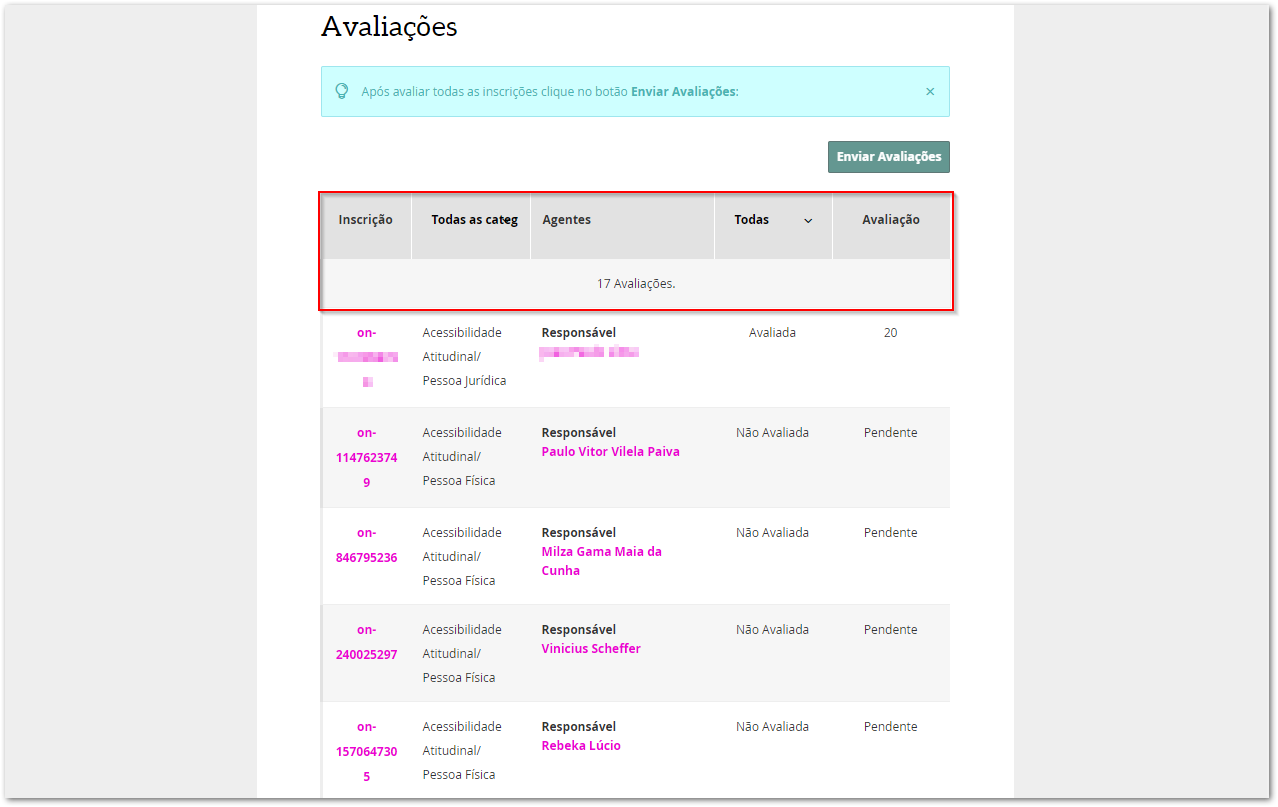 Avaliações
Após avaliar todas as inscrições clique no botão Enviar Avaliações:
×
Enviar Avaliações
Inscrição Todas as categ Agentes Todas Avaliação
17 Avaliações.
on- Acessibilidade Responsável Avaliada 20
Atitudinal/
Pessoa Jurídica
on- Acessibilidade Responsável Não Avaliada Pendente
114762374 Atitudinal/ Paulo Vitor Vilela Paiva
9 Pessoa Física
on- Acessibilidade Responsável Não Avaliada Pendente
846795236 Atitudinal/ Milza Gama Maia da
Pessoa Física Cunha
on- Acessibilidade Responsável Não Avaliada Pendente
240025297 Atitudinal/ Vinicius Scheffer
Pessoa Física
on- Acessibilidade Responsável Não Avaliada Pendente
157064730 Atitudinal/ Rebeka Lúcio
5 Pessoa Física